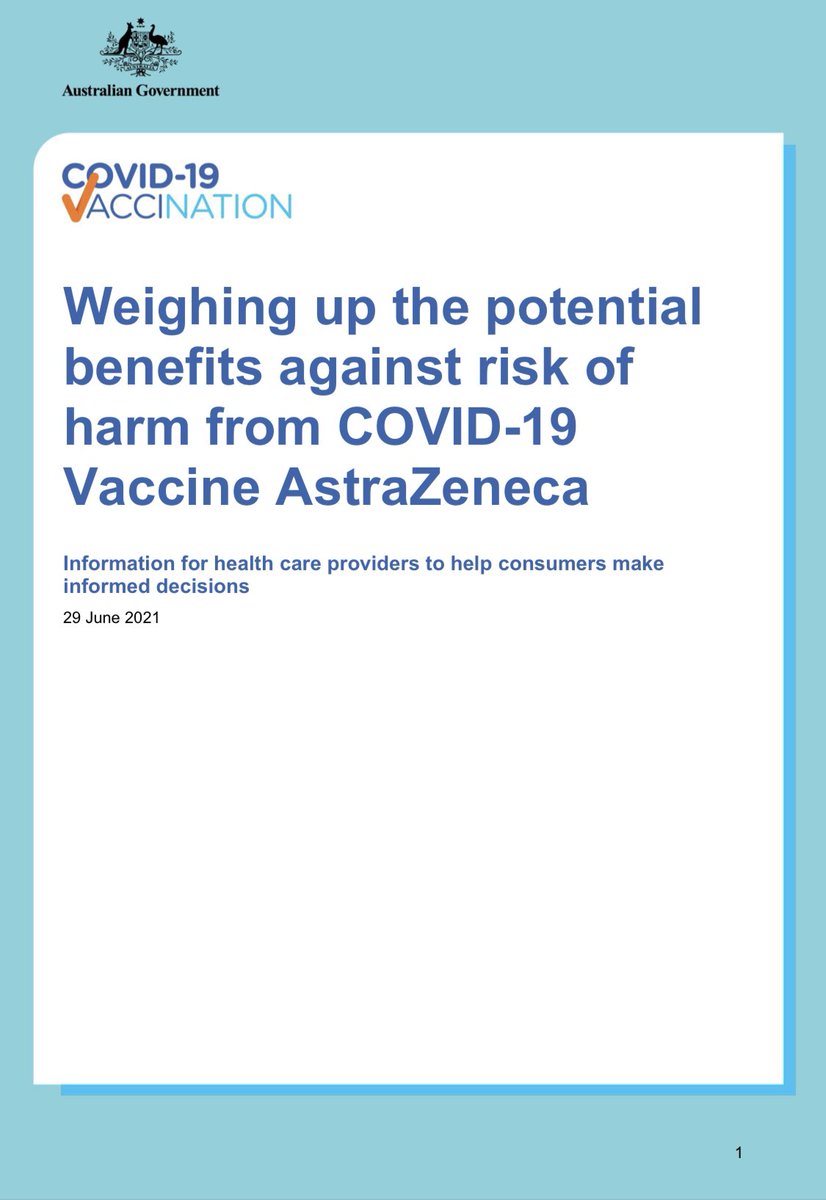 Australian Government
COVID-19
VACCINATION
Weighing up the potential
benefits against risk of
harm from COVID-19
Vaccine AstraZeneca
Information for health care providers to help consumers make
informed decisions
29 June 2021
1